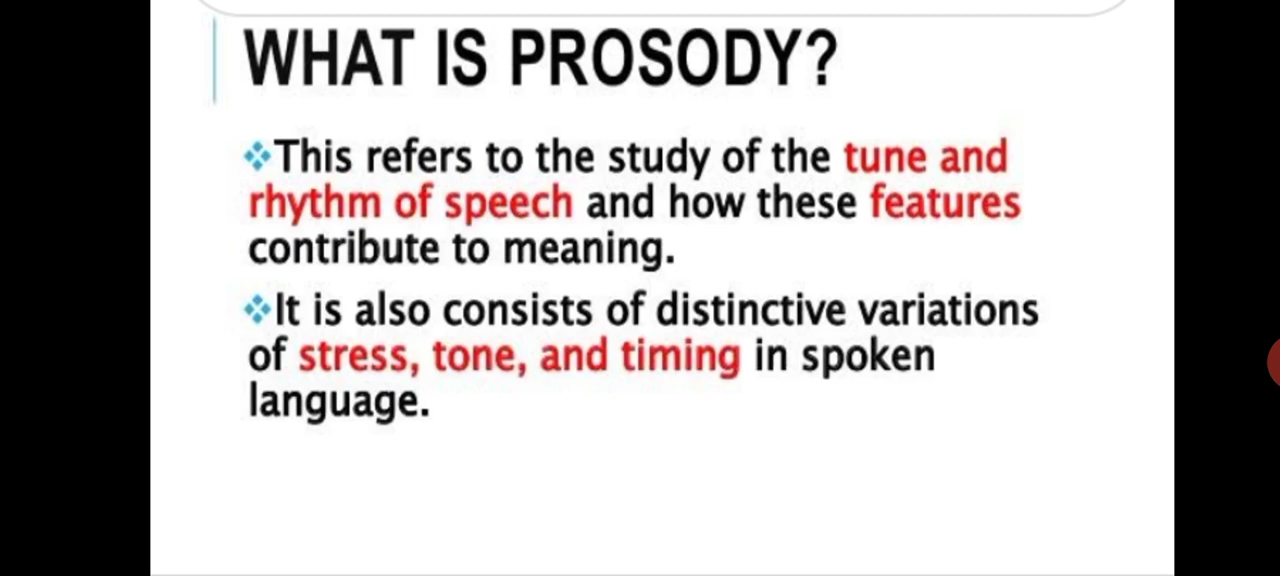 WHAT IS PROSODY?
❖This refers to the study of the tune and
rhythm of speech and how these features
contribute to meaning.
❖It is also consists of distinctive variations
of stress, tone, and timing in spoken
language.